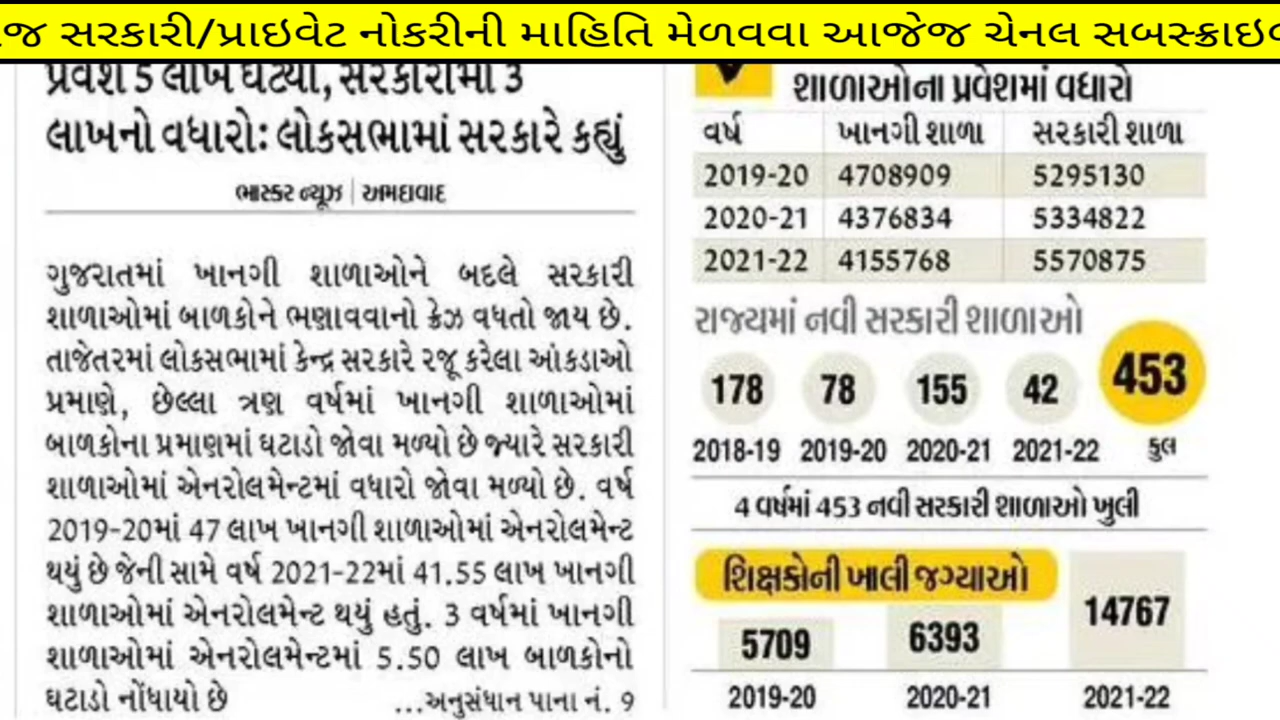 સરકારી/પ્રાઇવેટ નોકરીની માહિતિ મેળવવા આજેજ ચેનલ
પ્રવેશ 5 લાખ ઘટ્યા, સરકારીમાં 3
લાખનો વધારો: લોકસભામાં સરકારે કહ્યું
ભાસ્કર ન્યૂઝ | અમદાવાદ
ગુજરાતમાં ખાનગી શાળાઓને બદલે સરકારી
શાળાઓમાં બાળકોને ભણાવવાનો ક્રેઝ વધતો જાય છે.
તાજેતરમાં લોકસભામાં કેન્દ્ર સરકારે રજૂ કરેલા આંકડાઓ
પ્રમાણે, છેલ્લા ત્રણ વર્ષમાં ખાનગી શાળાઓમાં
બાળકોના પ્રમાણમાં ઘટાડો જોવા મળ્યો છે જ્યારે સરકારી
શાળાઓમાં એનરોલમેન્ટમાં વધારો જોવા મળ્યો છે. વર્ષ
2019-20માં 47 લાખ ખાનગી શાળાઓમાં એનરોલમેન્ટ
થયું છે જેની સામે વર્ષ 2021-22માં 41.55 લાખ ખાનગી
શાળાઓમાં એનરોલમેન્ટ થયું હતું. 3 વર્ષમાં ખાનગી
શાળાઓમાં એનરોલમેન્ટમાં 5.50 લાખ બાળકોનો
ઘટાડો નોંધાયો છે ...અનુસંધાન પાના નં. 9
શાળાઓના પ્રવેશમાં વધારો
વર્ષ ખાનગી શાળા સરકારી શાળા
2019-20 4708909 5295130
2020-21 4376834 5334822
2021-22 4155768 5570875
રાજ્યમાં નવી સરકારી શાળાઓ
178 78 155 42 453
2018-19 2019-20 2020-21 2021-22 કુલ
4 વર્ષમાં 453 નવી સરકારી શાળાઓ ખુલી
શિક્ષકોની ખાલી જગ્યાઓ
5709 6393 14767
2019-20 2020-21 2021-22